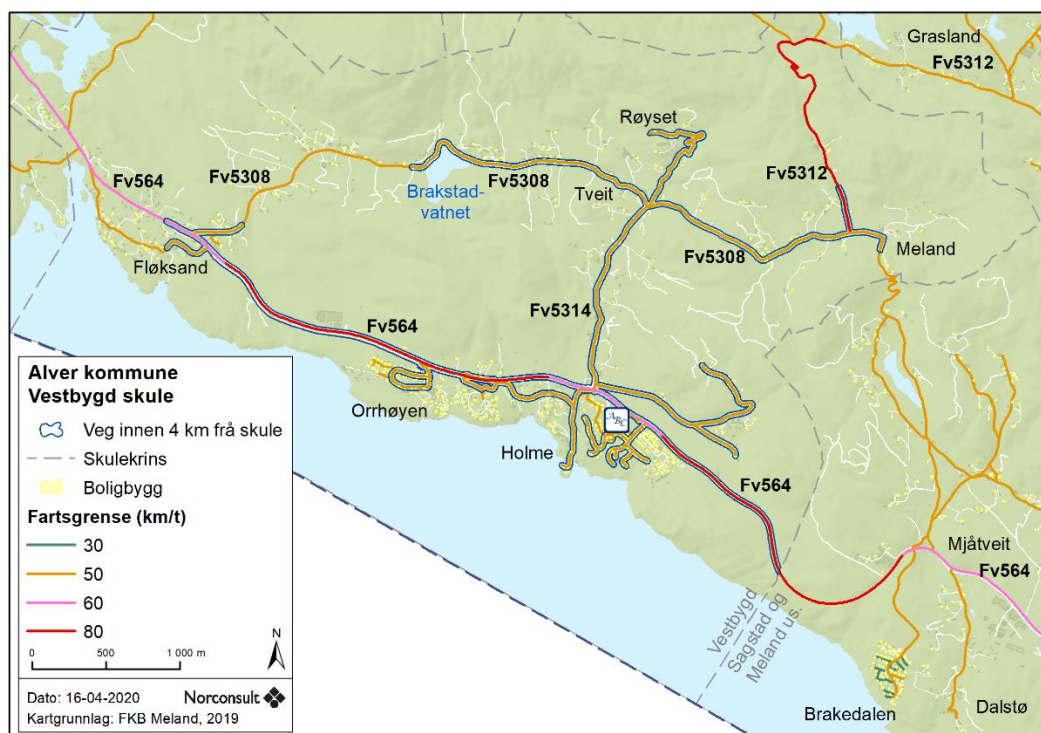 Grasland
Fv5312
Røyset
Fv564
Fv5308
Brakstad-
vatnet
Fv5308
Tveit
Fv5312
Fløksand
Fv5308
Meland
Fv564
Fv5314
Orrhøyen
ABC
Holme
Fv564
Mjåtveit
Fv564
Vestbygd
Sagstad og
Meland us.
Brakedalen
Dalstø
Alver kommune
Vestbygd skule
Veg innen 4 km frå skule
Skulekrins
Boligbygg
Fartsgrense (km/t)
30
50
60
80
N
0 500 1 000 m
Dato: 16-04-2020 Norconsult
Kartgrunnlag: FKB Meland, 2019